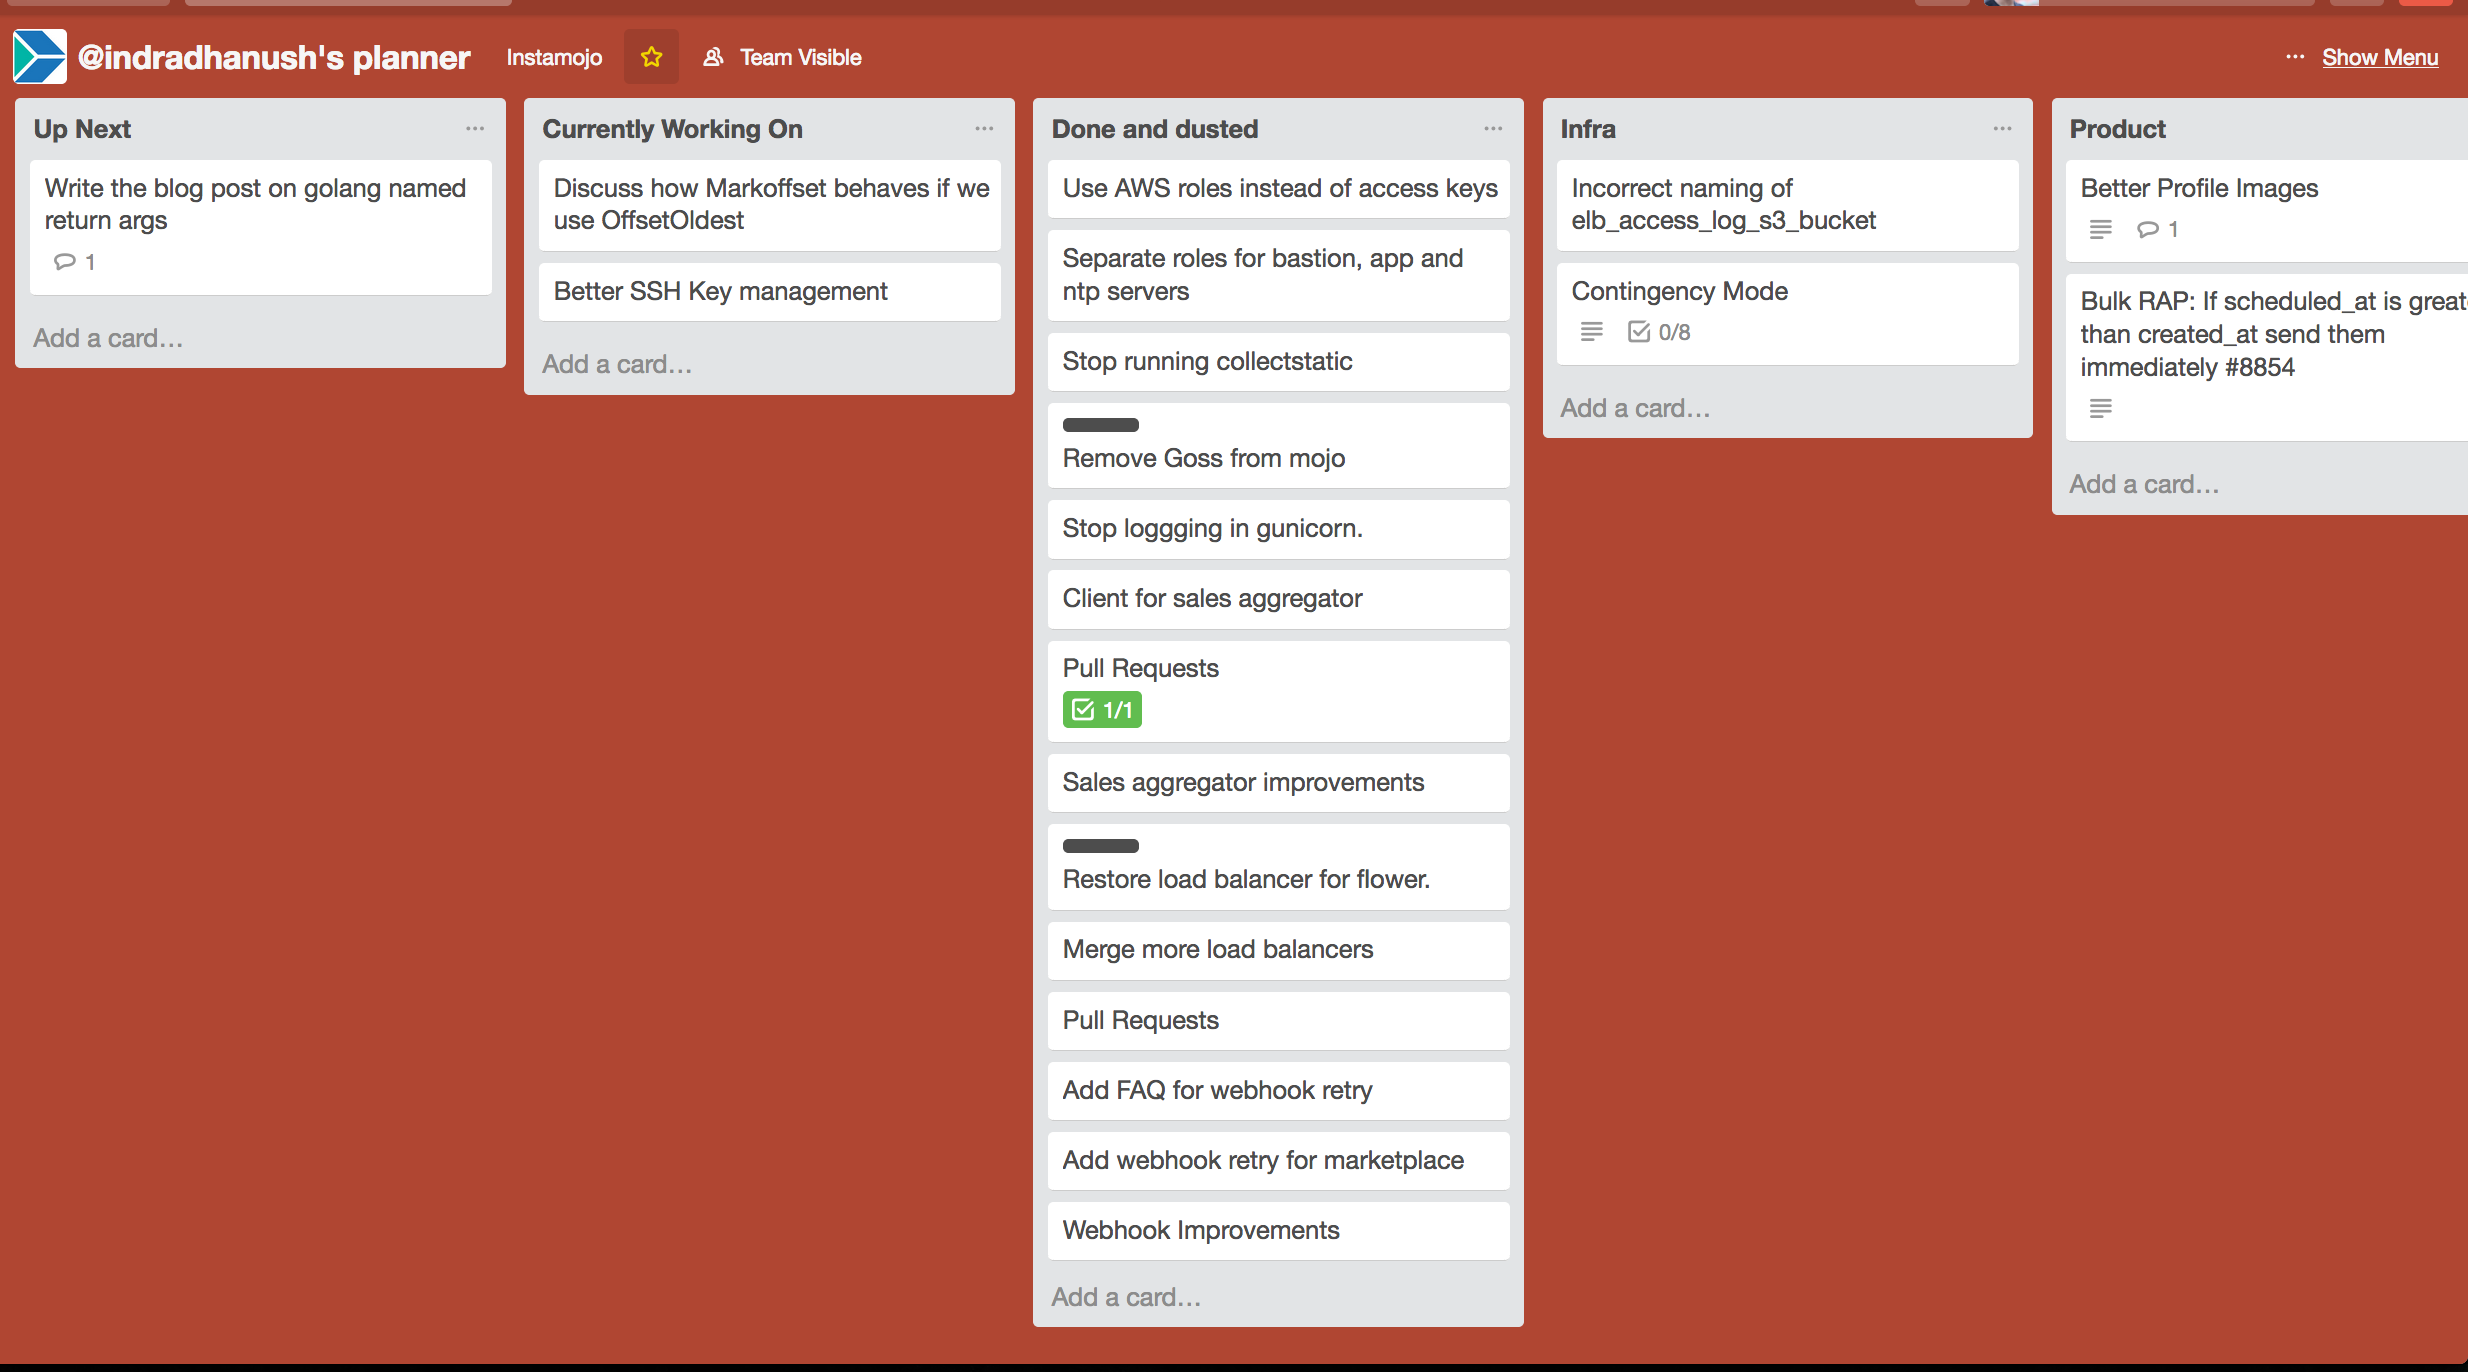 @indradhanush's planner
Instamojo
Team Visible
... Show Menu
Up Next
Write the blog post on golang named
return args
1
Add a card...
Currently Working On
Discuss how Markoffset behaves if we
use OffsetOldest
Better SSH Key management
Add a card...
Done and dusted
Use AWS roles instead of access keys
Separate roles for bastion, app and
ntp servers
Stop running collectstatic
Remove Goss from mojo
Stop loggging in gunicorn.
Client for sales aggregator
Pull Requests
1/1
Sales aggregator improvements
Restore load balancer for flower.
Merge more load balancers
Pull Requests
Add FAQ for webhook retry
Add webhook retry for marketplace
Webhook Improvements
Add a card...
Infra
Incorrect naming of
elb_access_log_s3_bucket
Contingency Mode
0/8
Add a card...
Product
Better Profile Images
1
Bulk RAP: If scheduled_at is
than created_at send them
immediately #8854
Add a card...